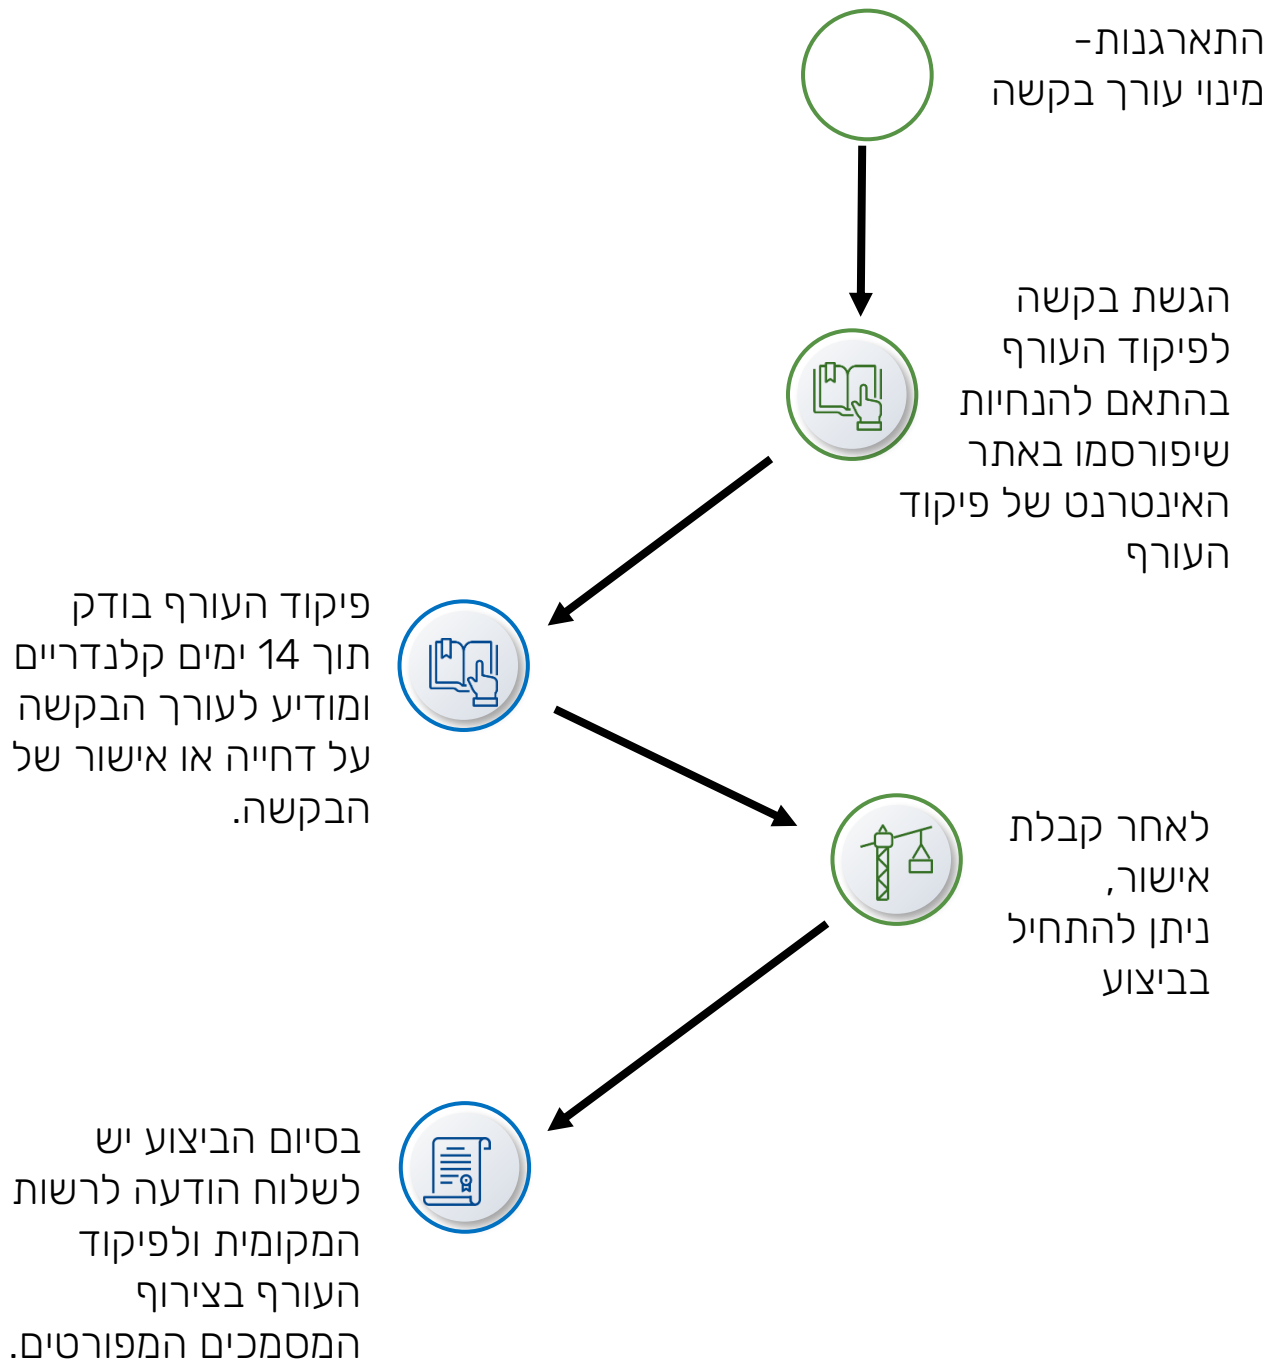 התארגנות-
מינוי עורך בקשה
הגשת בקשה
לפיקוד העורף
בהתאם להנחיות
שיפורסמו באתר
האינטרנט של פיקוד
העורף
פיקוד העורף בודק
תוך 14 ימים קלנדריים
ומודיע לעורך הבקשה
על דחייה או אישור של
הבקשה.
לאחר קבלת
אישור,
ניתן להתחיל
בביצוע
בסיום הביצוע יש
לשלוח הודעה לרשות
המקומית ולפיקוד
העורף בצירוף
המסמכים המפורטים.